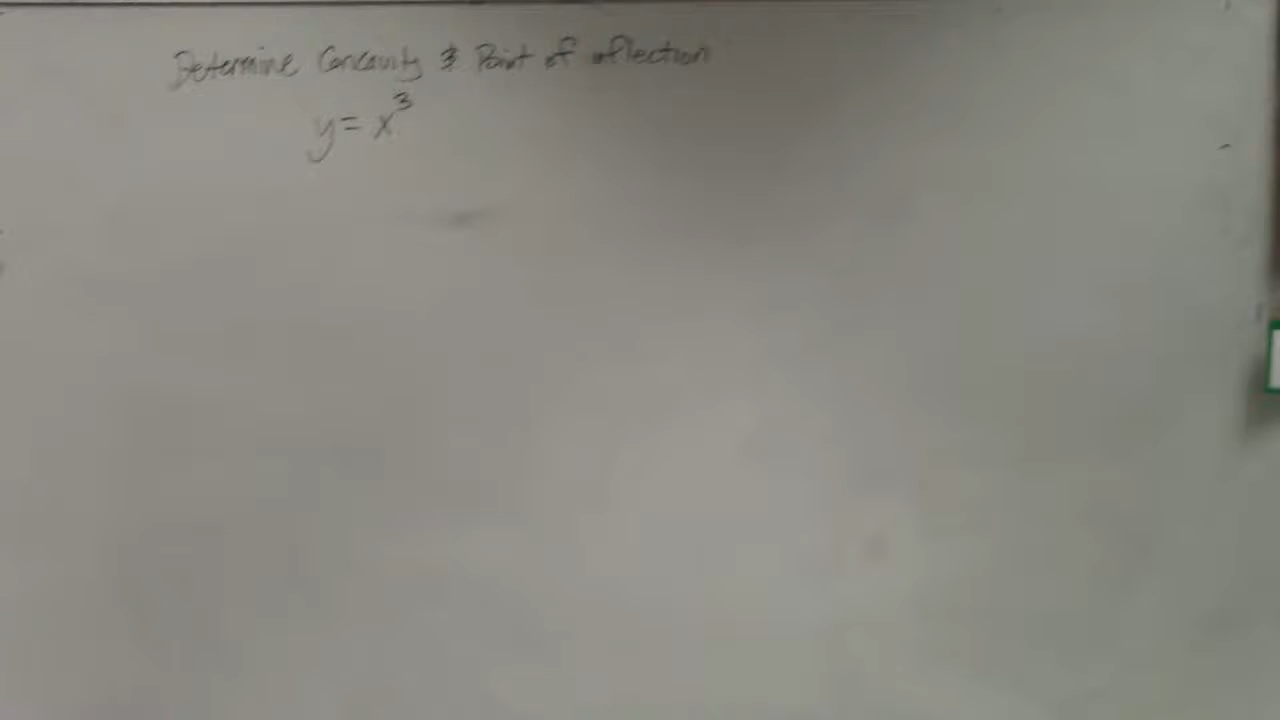 Determine Concavity & Point of inflection
y = x³